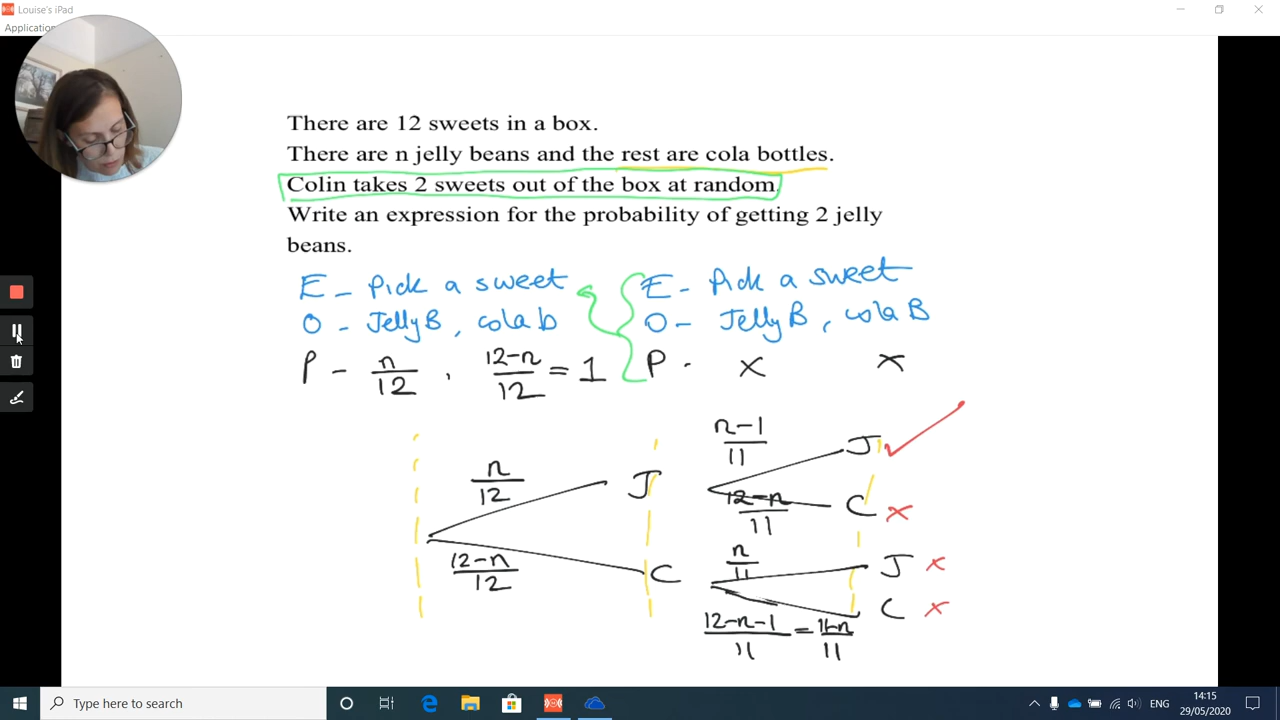 Louise's iPad
Application
There are 12 sweets in a box.
There are n jelly beans and the rest are cola bottles.
Colin takes 2 sweets out of the box at random.
Write an expression for the probability of getting 2 jelly
beans.
E - Pick a sweet
O - Jelly B, cola b
P - n/12, 12-n/12 = 1
E - Pick a sweet
O - Jelly B, cola B
P - x x
n/12 J
12-n/12 C
n-1/11 J
12-n/11 C x
n/11 J x
12-n-1/11 = 11-n/11 C x
Type here to search
ENG
14:15
29/05/2020